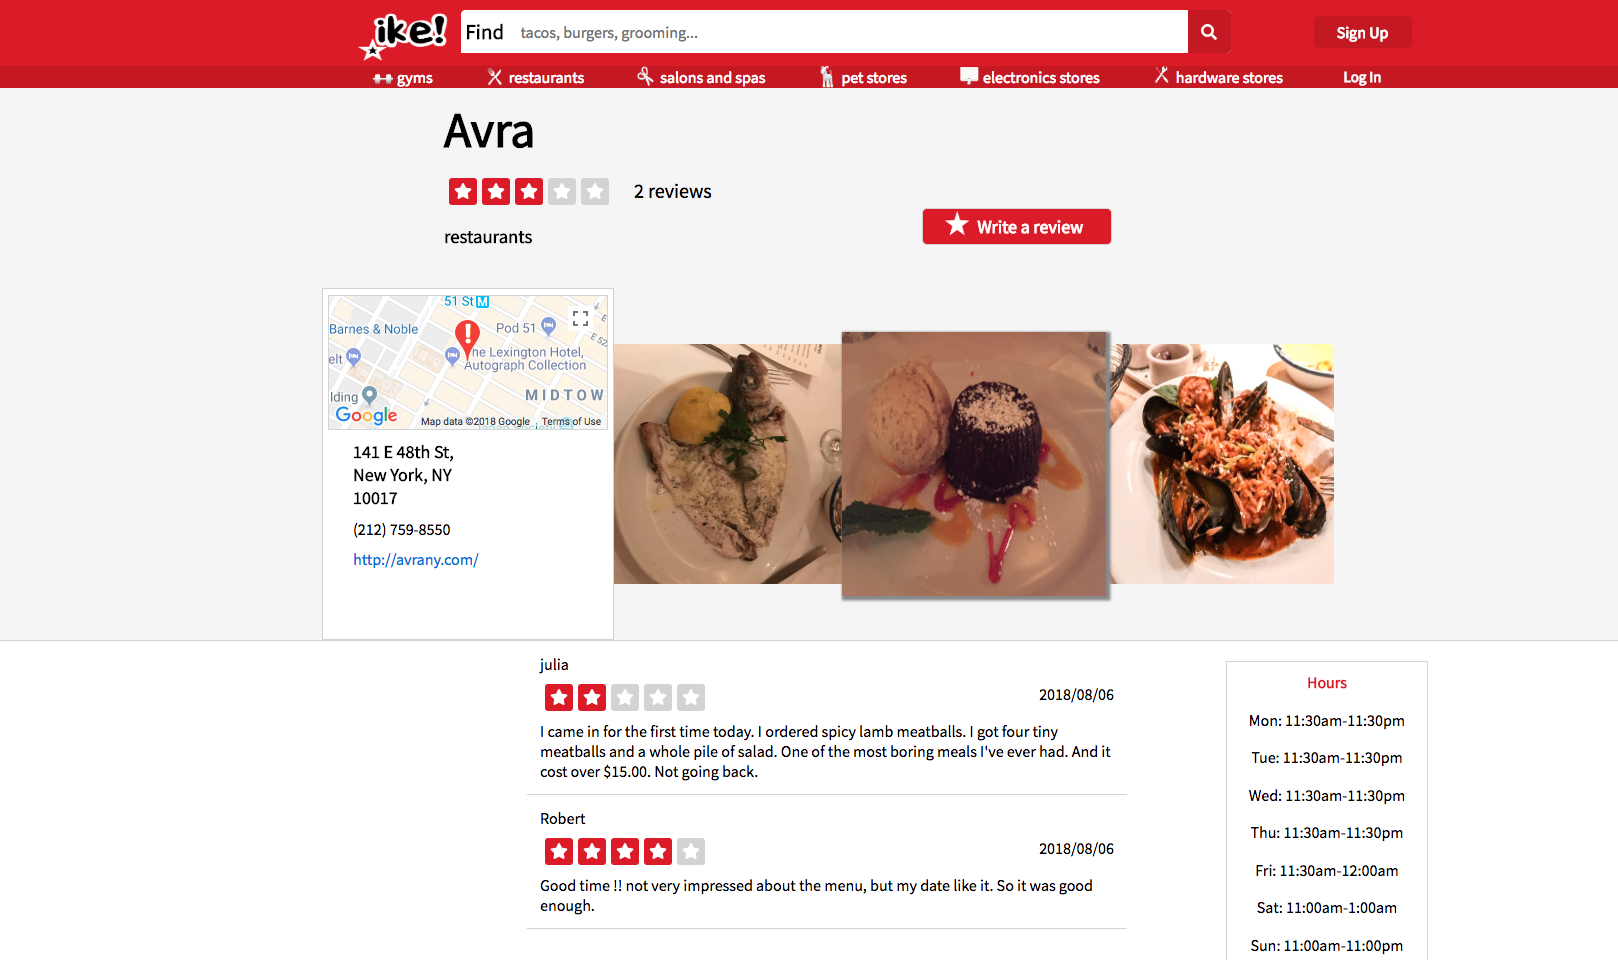 ike!
Find tacos, burgers, grooming...
Sign Up
gyms restaurants salons and spas pet stores electronics stores hardware stores Log In
Avra
2 reviews
restaurants
Write a review
51 St M
Barnes & Noble
Pod 51
E 52
elt
The Lexington Hotel,
Autograph Collection
MIDTOW
lding
Google
Map data ©2018 Google Terms of Use
141 E 48th St,
New York, NY
10017
(212) 759-8550
http://avrany.com/
julia
2018/08/06
I came in for the first time today. I ordered spicy lamb meatballs. I got four tiny
meatballs and a whole pile of salad. One of the most boring meals I've ever had. And it
cost over $15.00. Not going back.
Robert
2018/08/06
Good time !! not very impressed about the menu, but my date like it. So it was good
enough.
Hours
Mon: 11:30am-11:30pm
Tue: 11:30am-11:30pm
Wed: 11:30am-11:30pm
Thu: 11:30am-11:30pm
Fri: 11:30am-12:00am
Sat: 11:00am-1:00am
Sun: 11:00am-11:00pm